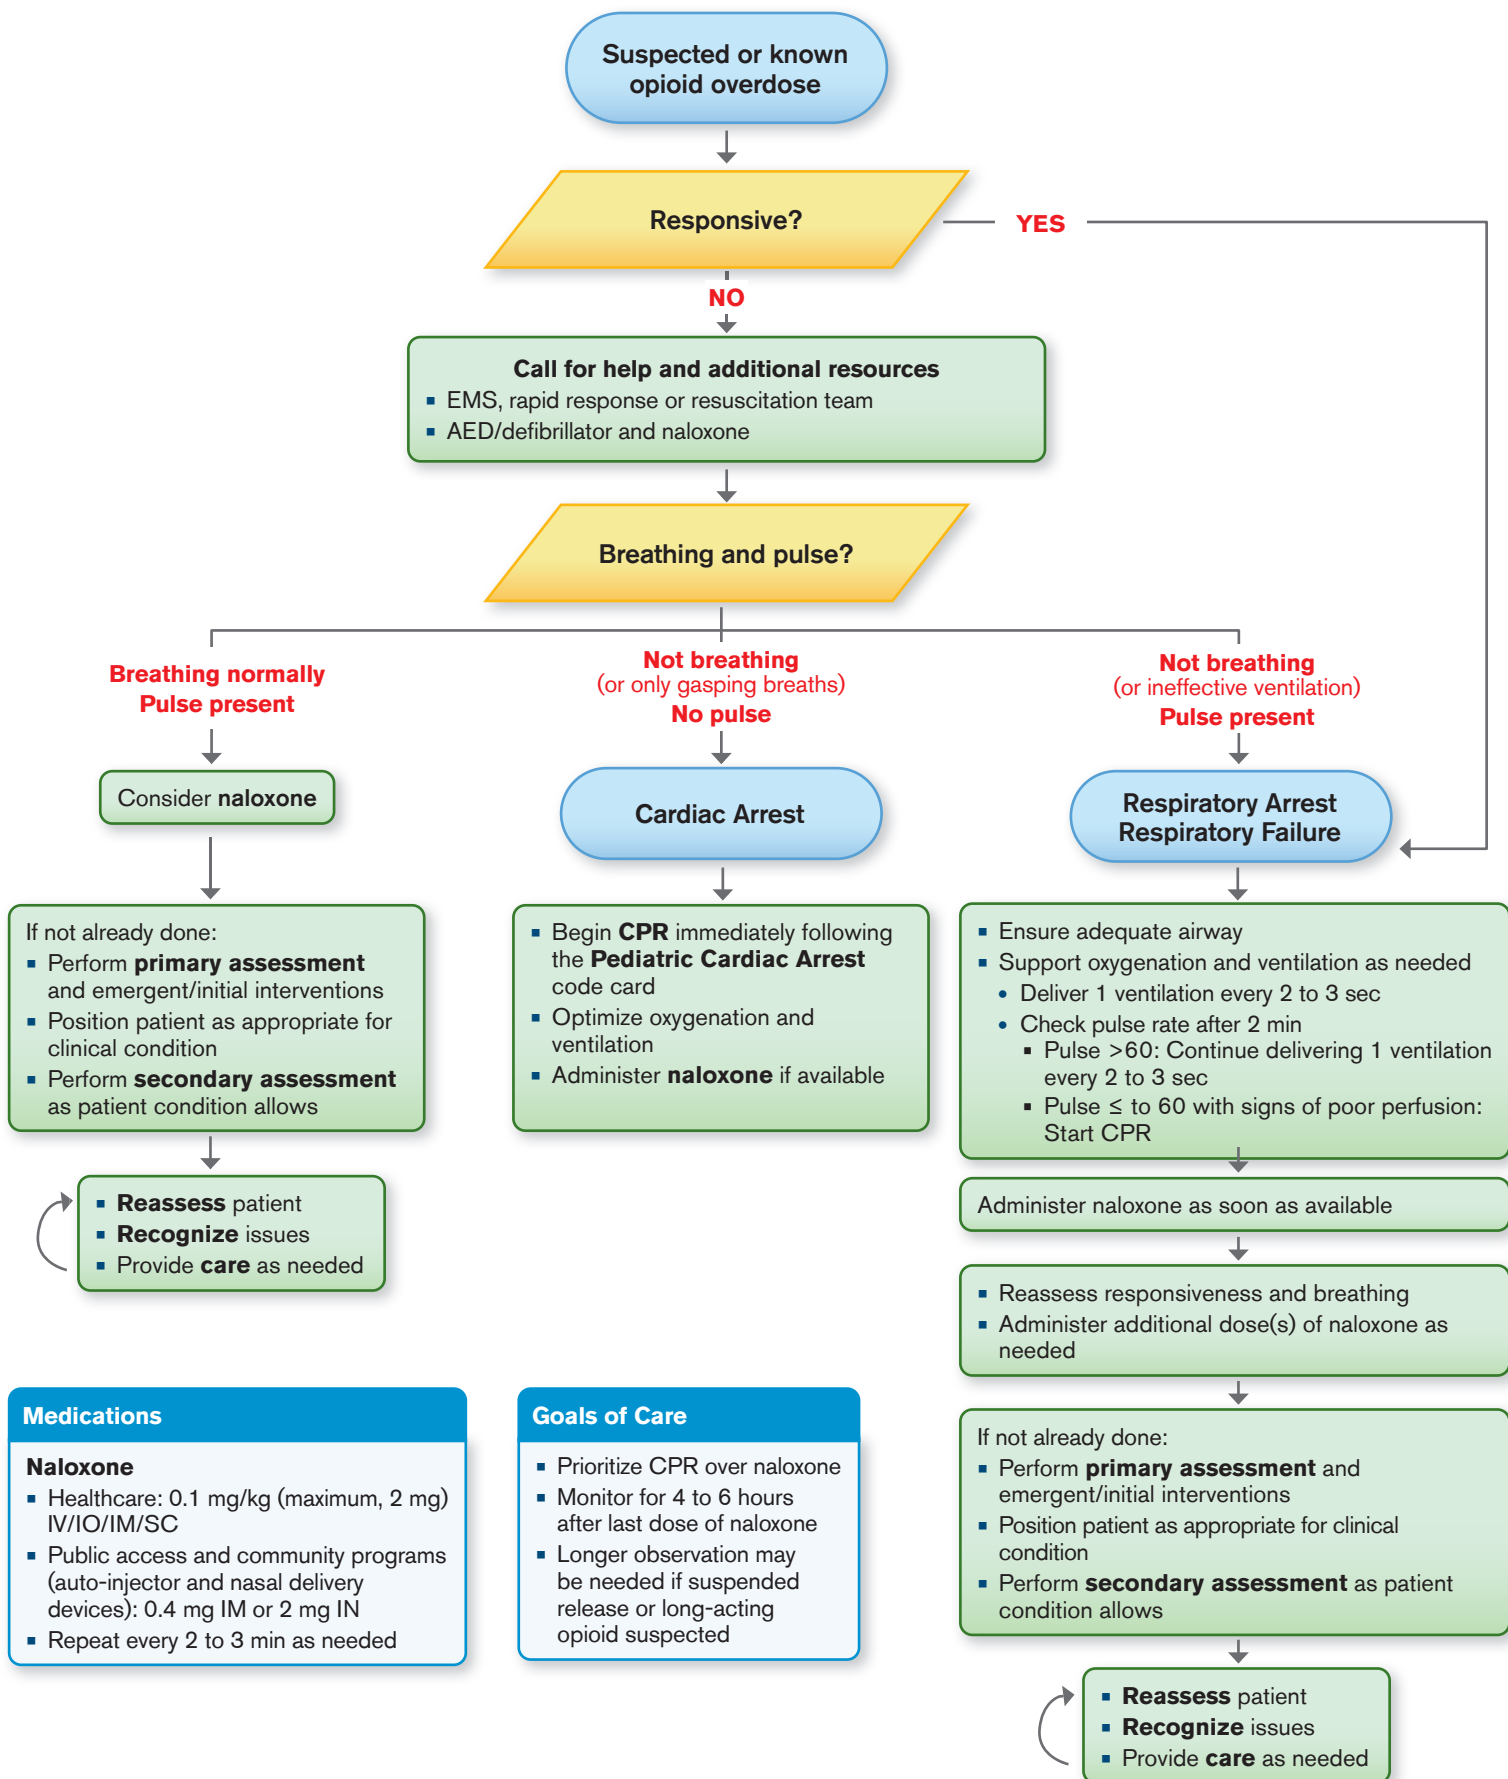 Suspected or known
opioid overdose
Responsive?
YES
NO
Call for help and additional resources
▪ EMS, rapid response or resuscitation team
▪ AED/defibrillator and naloxone
Breathing and pulse?
Breathing normally
Pulse present
Not breathing
(or only gasping breaths)
No pulse
Not breathing
(or ineffective ventilation)
Pulse present
Consider naloxone
Cardiac Arrest
Respiratory Arrest
Respiratory Failure
If not already done:
▪ Perform primary assessment
and emergent/initial interventions
▪ Position patient as appropriate for
clinical condition
▪ Perform secondary assessment
as patient condition allows
▪ Reassess patient
▪ Recognize issues
▪ Provide care as needed
▪ Begin CPR immediately following
the Pediatric Cardiac Arrest
code card
▪ Optimize oxygenation and
ventilation
▪ Administer naloxone if available
▪ Ensure adequate airway
▪ Support oxygenation and ventilation as needed
• Deliver 1 ventilation every 2 to 3 sec
• Check pulse rate after 2 min
▪ Pulse >60: Continue delivering 1 ventilation
every 2 to 3 sec
▪ Pulse ≤ to 60 with signs of poor perfusion:
Start CPR
Administer naloxone as soon as available
▪ Reassess responsiveness and breathing
▪ Administer additional dose(s) of naloxone as
needed
If not already done:
▪ Perform primary assessment and
emergent/initial interventions
▪ Position patient as appropriate for clinical
condition
▪ Perform secondary assessment as patient
condition allows
▪ Reassess patient
▪ Recognize issues
▪ Provide care as needed
Medications
Naloxone
▪ Healthcare: 0.1 mg/kg (maximum, 2 mg)
IV/IO/IM/SC
▪ Public access and community programs
(auto-injector and nasal delivery
devices): 0.4 mg IM or 2 mg IN
▪ Repeat every 2 to 3 min as needed
Goals of Care
▪ Prioritize CPR over naloxone
▪ Monitor for 4 to 6 hours
after last dose of naloxone
▪ Longer observation may
be needed if suspended
release or long-acting
opioid suspected